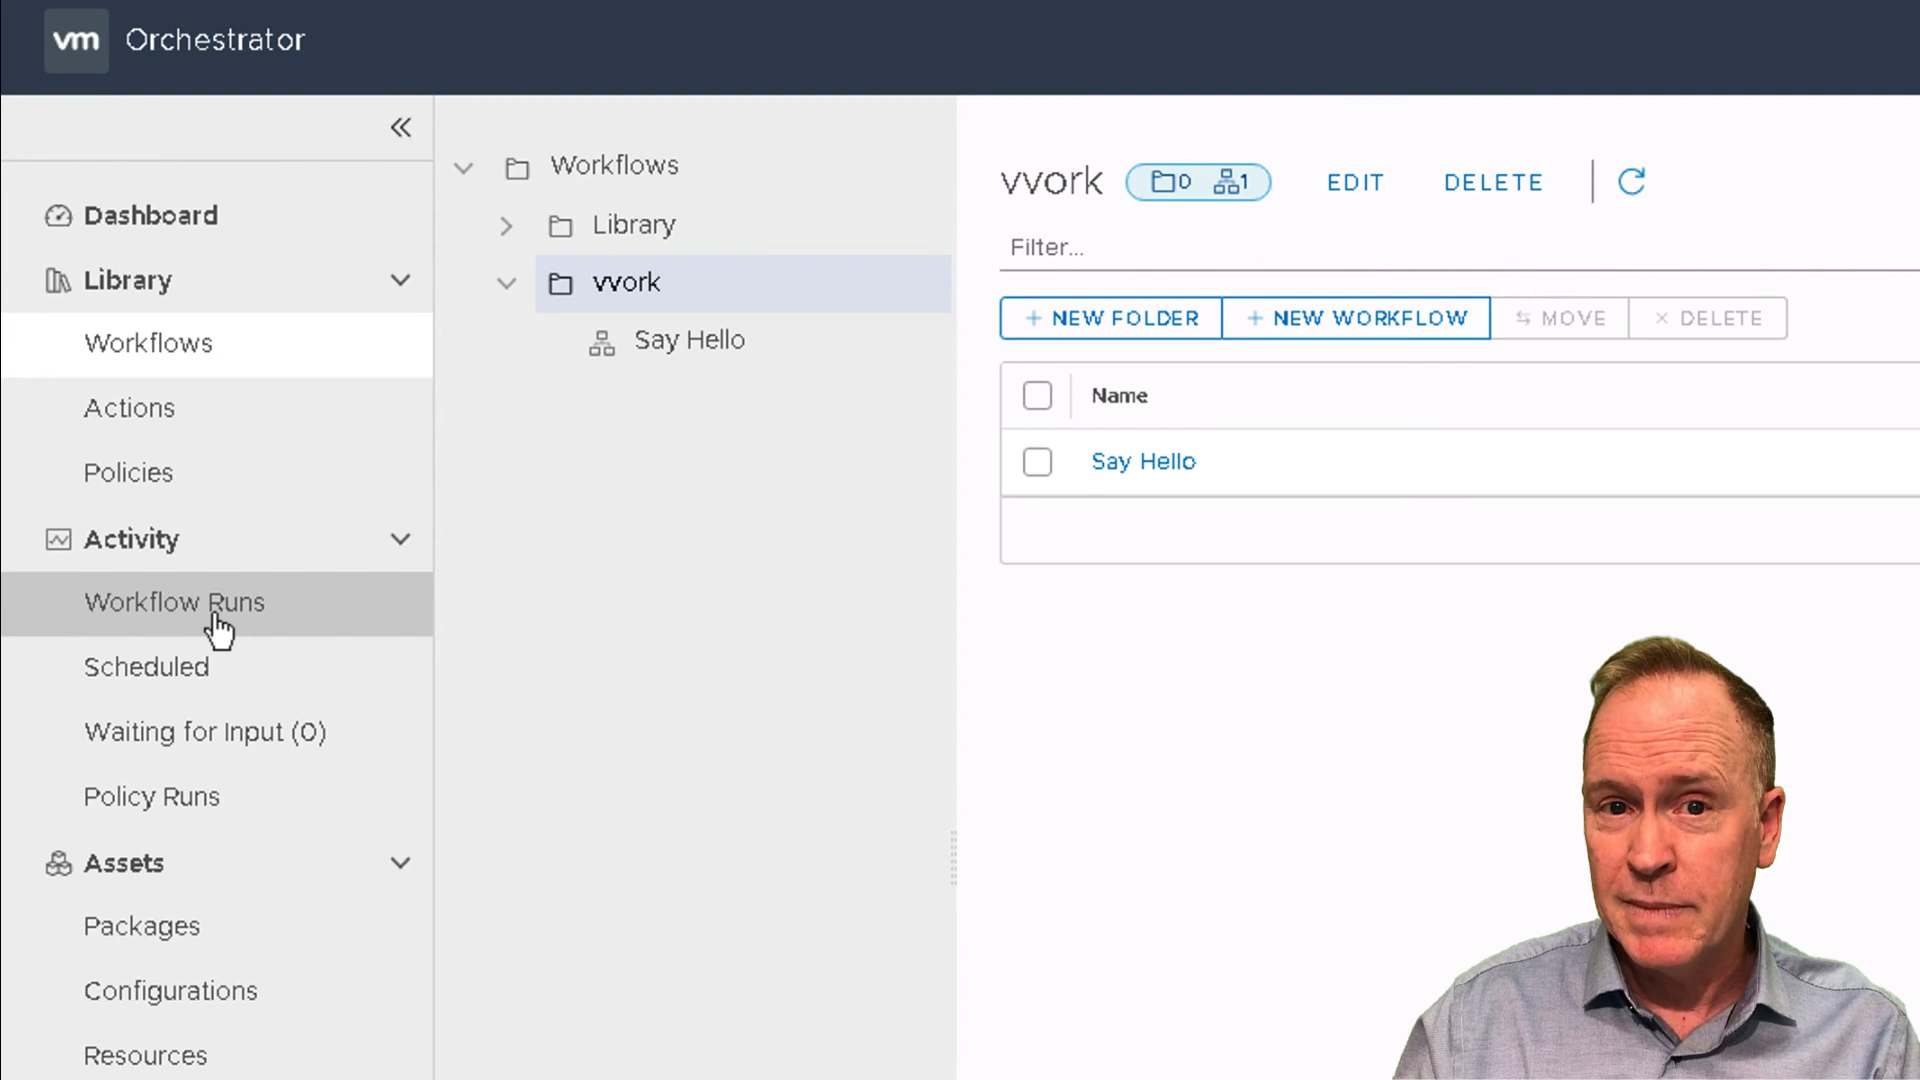 vm Orchestrator
Dashboard
Library
Workflows
Actions
Policies
Activity
Workflow Runs
Scheduled
Waiting for Input (0)
Policy Runs
Assets
Packages
Configurations
Resources
Workflows
Library
vvork
Say Hello
vvork 0 1 EDIT DELETE
Filter...
+ NEW FOLDER + NEW WORKFLOW MOVE × DELETE
Name
Say Hello